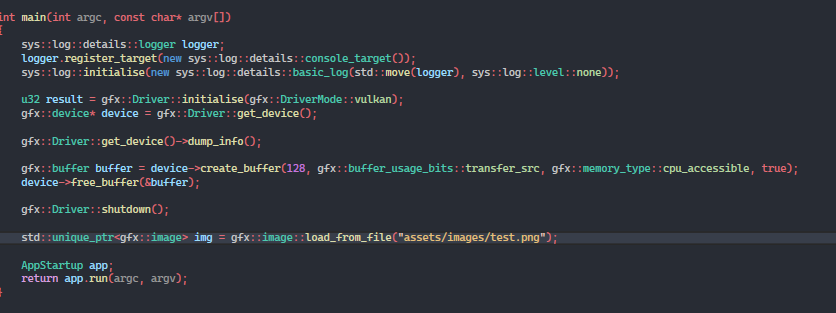 int main(int argc, const char* argv[])
{
sys::log::details::logger logger;
logger.register_target(new sys::log::details::console_target());
sys::log::initialise(new sys::log::details::basic_log(std::move(logger), sys::log::level::none));
u32 result = gfx::Driver::initialise(gfx::DriverMode::vulkan);
gfx::device* device = gfx::Driver::get_device();
gfx::Driver::get_device()->dump_info();
gfx::buffer buffer = device->create_buffer(128, gfx::buffer_usage_bits::transfer_src, gfx::memory_type::cpu_accessible, true);
device->free_buffer(&buffer);
gfx::Driver::shutdown();
std::unique_ptr<gfx::image> img = gfx::image::load_from_file("assets/images/test.png");
AppStartup app;
return app.run(argc, argv);
}